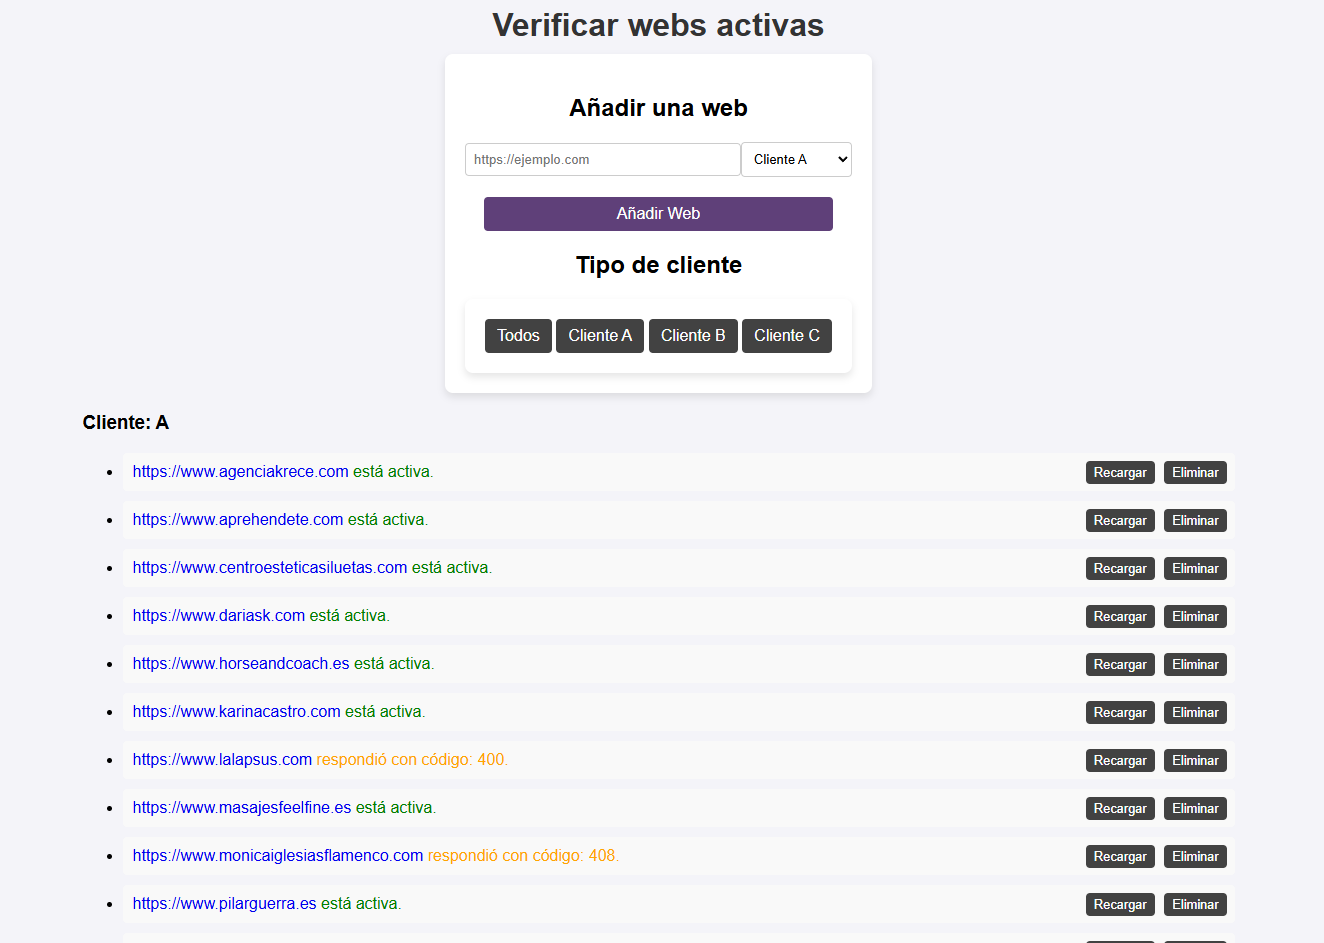 Verificar webs activas
Añadir una web
https://ejemplo.com Cliente A
Añadir Web
Tipo de cliente
Todos Cliente A Cliente B Cliente C
Cliente: A
https://www.agenciakrece.com está activa. Recargar Eliminar
https://www.aprehendete.com está activa. Recargar Eliminar
https://www.centroesteticasiluetas.com está activa. Recargar Eliminar
https://www.dariask.com está activa. Recargar Eliminar
https://www.horseandcoach.es está activa. Recargar Eliminar
https://www.karinacastro.com está activa. Recargar Eliminar
https://www.lalapsus.com respondió con código: 400. Recargar Eliminar
https://www.masajesfeelfine.es está activa. Recargar Eliminar
https://www.monicaiglesiasflamenco.com respondió con código: 408. Recargar Eliminar
https://www.pilarguerra.es está activa. Recargar Eliminar